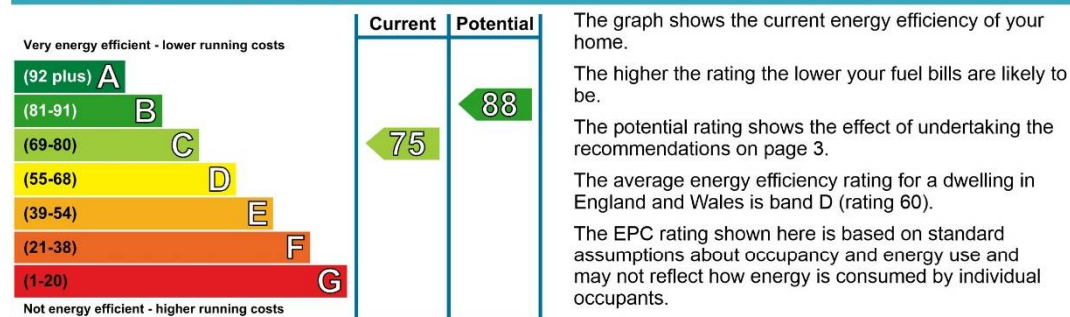 Current Potential
Very energy efficient - lower running costs
(92 plus) A
(81-91) B
88
(69-80) C
75
(55-68) D
(39-54) E
(21-38) F
(1-20) G
Not energy efficient - higher running costs
The graph shows the current energy efficiency of your
home.
The higher the rating the lower your fuel bills are likely to
be.
The potential rating shows the effect of undertaking the
recommendations on page 3.
The average energy efficiency rating for a dwelling in
England and Wales is band D (rating 60).
The EPC rating shown here is based on standard
assumptions about occupancy and energy use and
may not reflect how energy is consumed by individual
occupants.